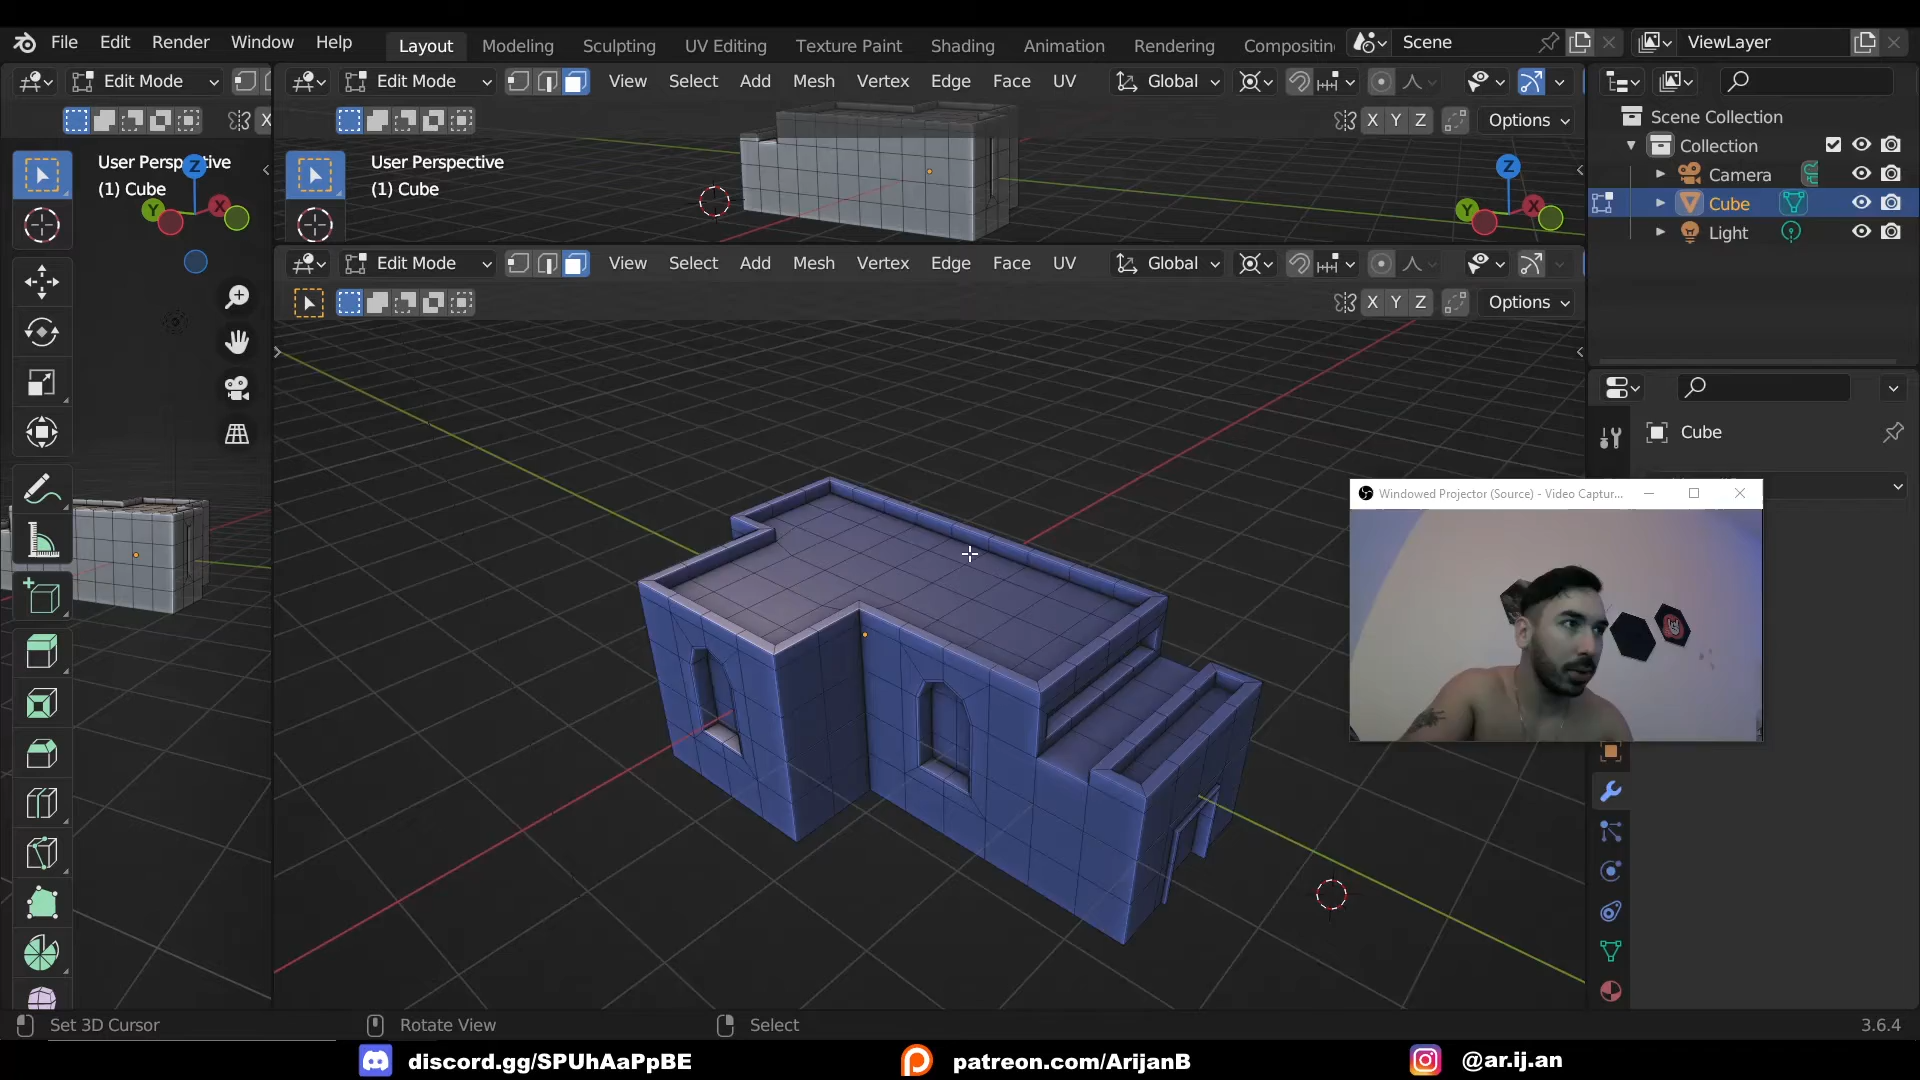 File Edit Render Window Help
Layout Modeling Sculpting UV Editing Texture Paint Shading Animation Rendering Compositin
Scene
ViewLayer
Edit Mode
Edit Mode View Select Add Mesh Vertex Edge Face UV Global
X
X Y Z Options
User Perspective
(1) Cube
Z
Y
X
User Perspective
(1) Cube
Z
Y
X
Edit Mode View Select Add Mesh Vertex Edge Face UV Global
X Y Z Options
Scene Collection
Collection
Camera
Cube
Light
Cube
Windowed Projector (Source) - Video Captur...
Set 3D Cursor
Rotate View
Select
3.6.4
discord.gg/SPUhAaPpBE
patreon.com/ArijanB
@ar.ij.an